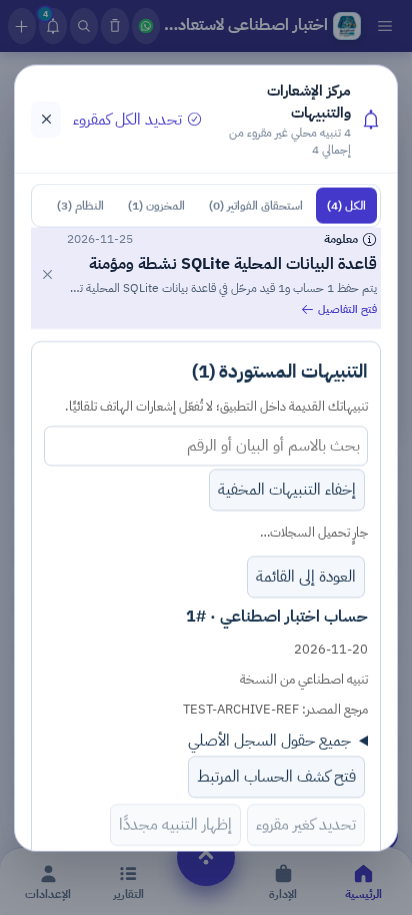 اختبار اصطناعي لاستعاد...
4
مركز الإشعارات والتنبيهات
4 تنبيه محلي غير مقروء من إجمالي 4
تحديد الكل كمقروء
الكل (4)
استحقاق الفواتير (0)
المخزون (1)
النظام (3)
معلومة
2026-11-25
قاعدة البيانات المحلية SQLite نشطة ومؤمنة
يتم حفظ 1 حساب و1 قيد مرحّل في قاعدة بيانات SQLite المحلية ت...
فتح التفاصيل ←
التنبيهات المستوردة (1)
تنبيهاتك القديمة داخل التطبيق؛ لا تُفعّل إشعارات الهاتف تلقائيًا.
بحث بالاسم أو البيان أو الرقم
إخفاء التنبيهات المخفية
جارٍ تحميل السجلات...
العودة إلى القائمة
حساب اختبار اصطناعي · #1
2026-11-20
تنبيه اصطناعي من النسخة
مرجع المصدر: TEST-ARCHIVE-REF
جميع حقول السجل الأصلي
فتح كشف الحساب المرتبط
تحديد كغير مقروء
إظهار التنبيه مجددًا
الرئيسية
الإدارة
التقارير
الإعدادات